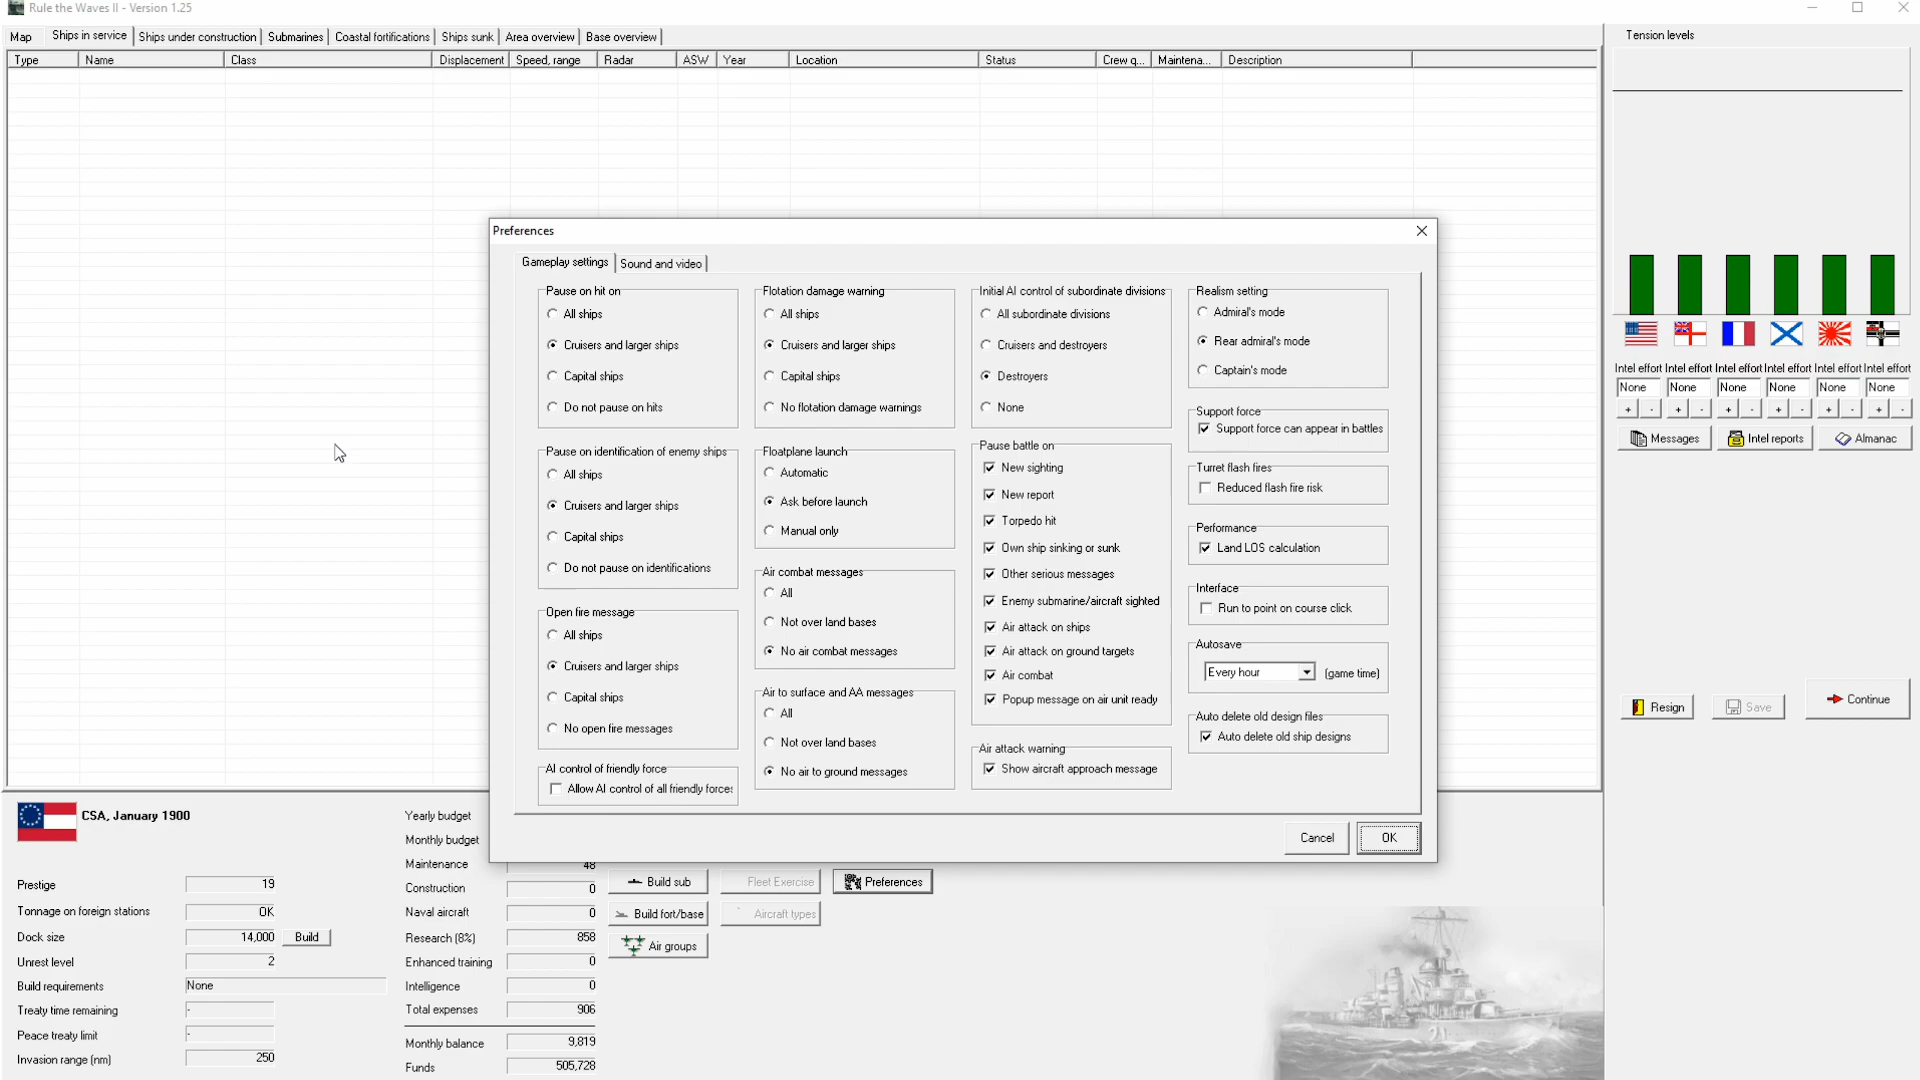 Rule the Waves II - Version 1.25
Map Ships in service Ships under construction Submarines Coastal fortifications Ships sunk Area overview Base overview
Type Name Class Displacement Speed, range Radar ASW Year Location Status Crew q... Maintena... Description
Tension levels
Intel effort Intel effort Intel effort Intel effort Intel effort Intel effort
None None None None None None
+ - + - + - + - + - + -
Messages Intel reports Almanac
Resign Save Continue
Preferences
Gameplay settings Sound and video
Pause on hit on
All ships
Cruisers and larger ships
Capital ships
Do not pause on hits
Pause on identification of enemy ships
All ships
Cruisers and larger ships
Capital ships
Do not pause on identifications
Open fire message
All ships
Cruisers and larger ships
Capital ships
No open fire messages
AI control of friendly force
Allow AI control of all friendly forces
Flotation damage warning
All ships
Cruisers and larger ships
Capital ships
No flotation damage warnings
Floatplane launch
Automatic
Ask before launch
Manual only
Air combat messages
All
Not over land bases
No air combat messages
Air to surface and AA messages
All
Not over land bases
No air to ground messages
Initial AI control of subordinate divisions
All subordinate divisions
Cruisers and destroyers
Destroyers
None
Pause battle on
New sighting
New report
Torpedo hit
Own ship sinking or sunk
Other serious messages
Enemy submarine/aircraft sighted
Air attack on ships
Air attack on ground targets
Air combat
Popup message on air unit ready
Air attack warning
Show aircraft approach message
Realism setting
Admiral's mode
Rear admiral's mode
Captain's mode
Support force
Support force can appear in battles
Turret flash fires
Reduced flash fire risk
Performance
Land LOS calculation
Interface
Run to point on course click
Autosave
Every hour (game time)
Auto delete old design files
Auto delete old ship designs
Cancel OK
CSA, January 1900
Prestige 19
Tonnage on foreign stations OK
Dock size 14,000 Build
Unrest level 2
Build requirements None
Treaty time remaining -
Peace treaty limit -
Invasion range (nm) 250
Yearly budget
Monthly budget
Maintenance 48
Construction 0
Naval aircraft 0
Research (8%) 858
Enhanced training 0
Intelligence 0
Total expenses 906
Monthly balance 9,819
Funds 505,728
Build sub Fleet Exercise Preferences
Build fort/base Aircraft types
Air groups